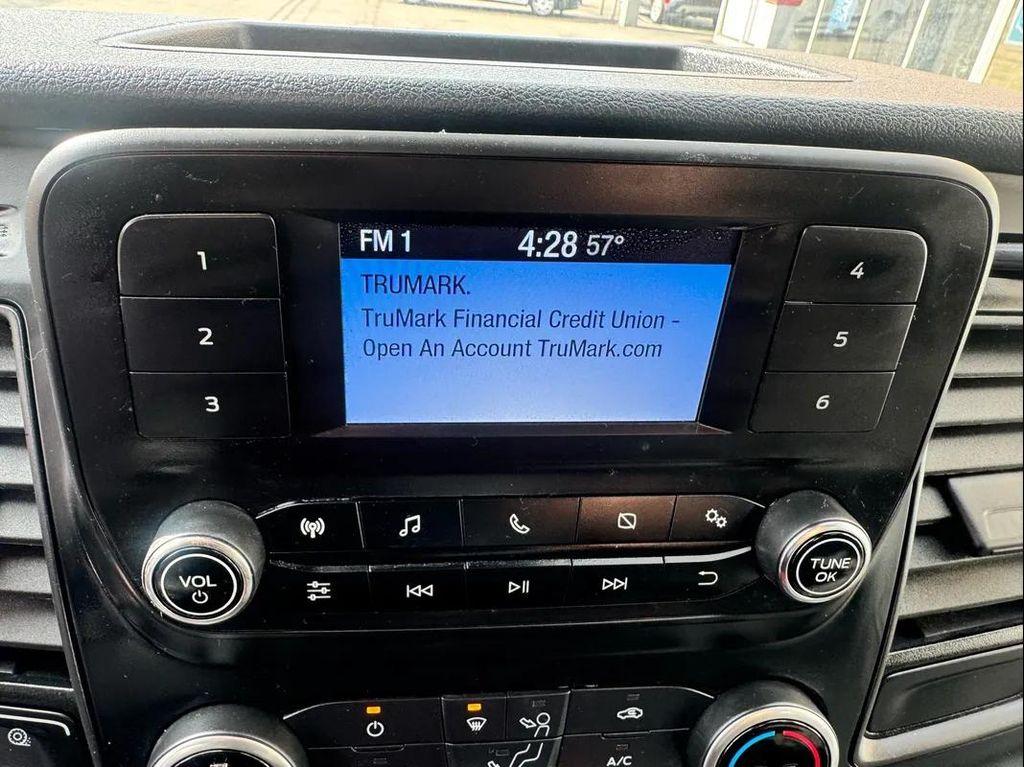 FM 1 4:28 57°
TRUMARK.
TruMark Financial Credit Union -
Open An Account TruMark.com
1
2
3
4
5
6
VOL
TUNE
OK
A/C